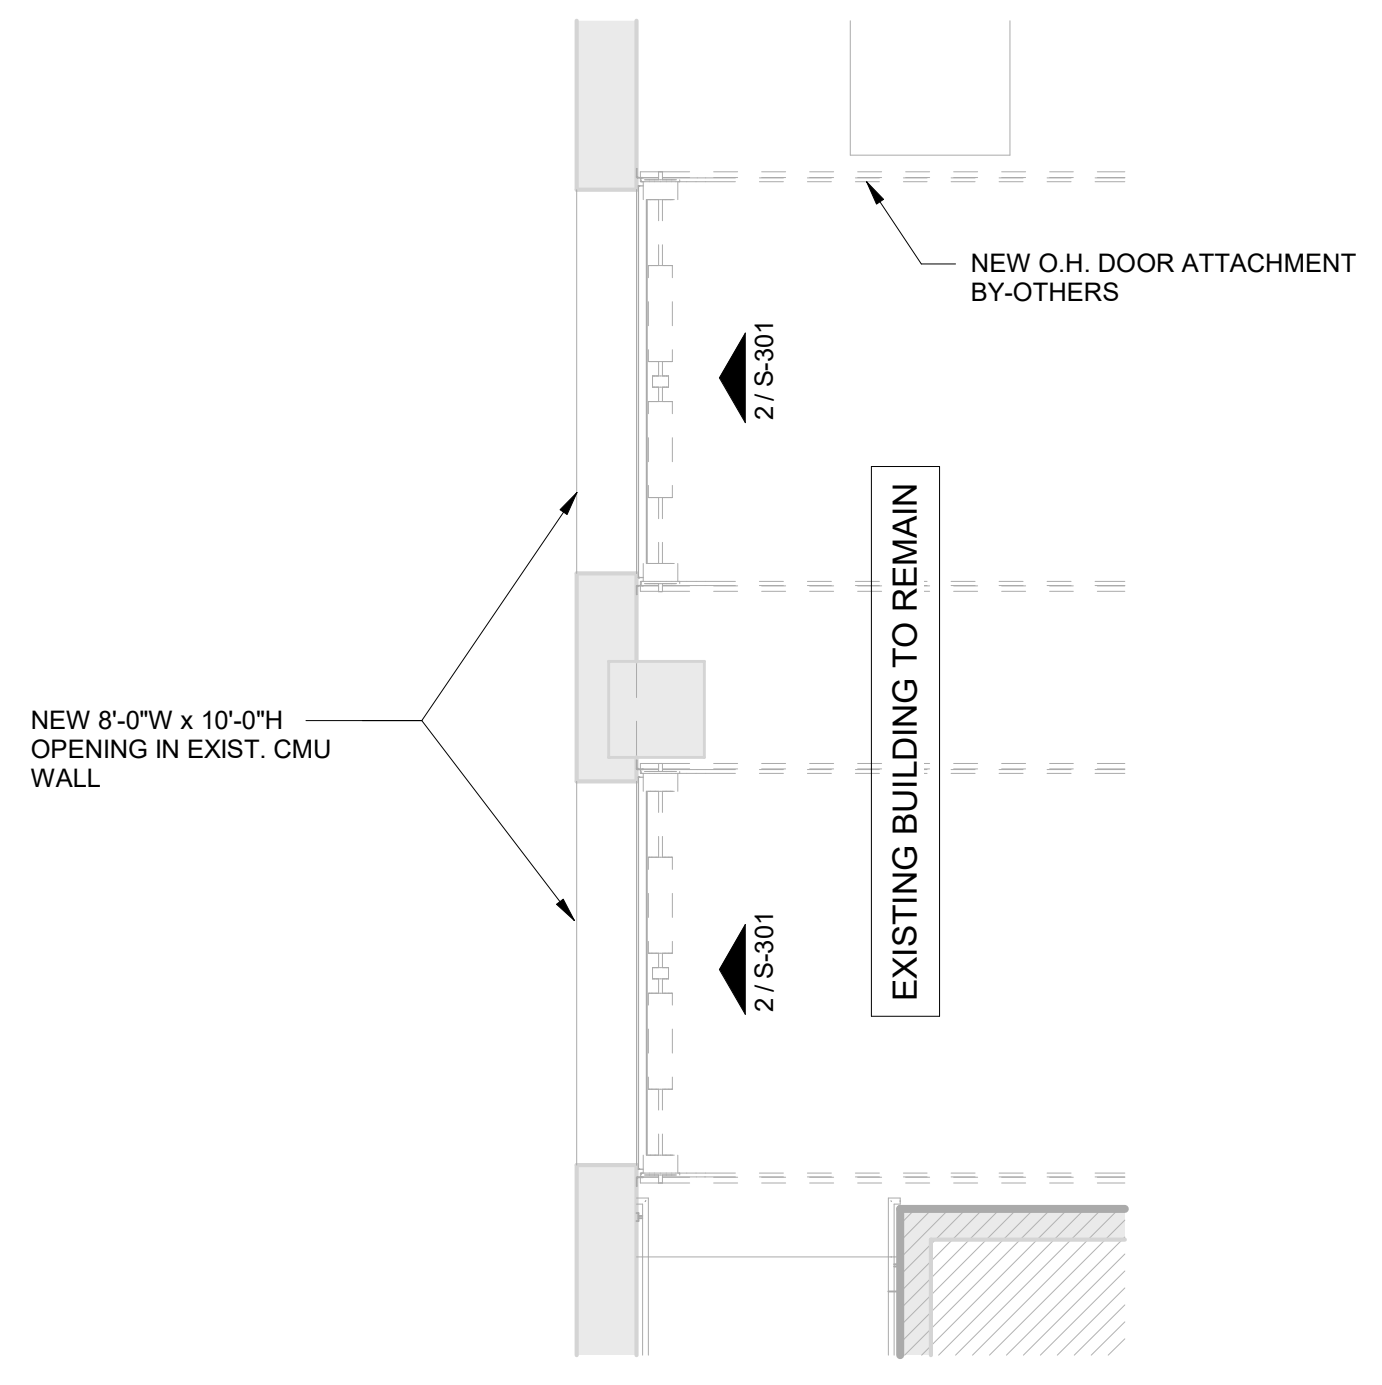 NEW O.H. DOOR ATTACHMENT
BY-OTHERS
2 / S-301
EXISTING BUILDING TO REMAIN
NEW 8'-0"W x 10'-0"H
OPENING IN EXIST. CMU
WALL
2 / S-301